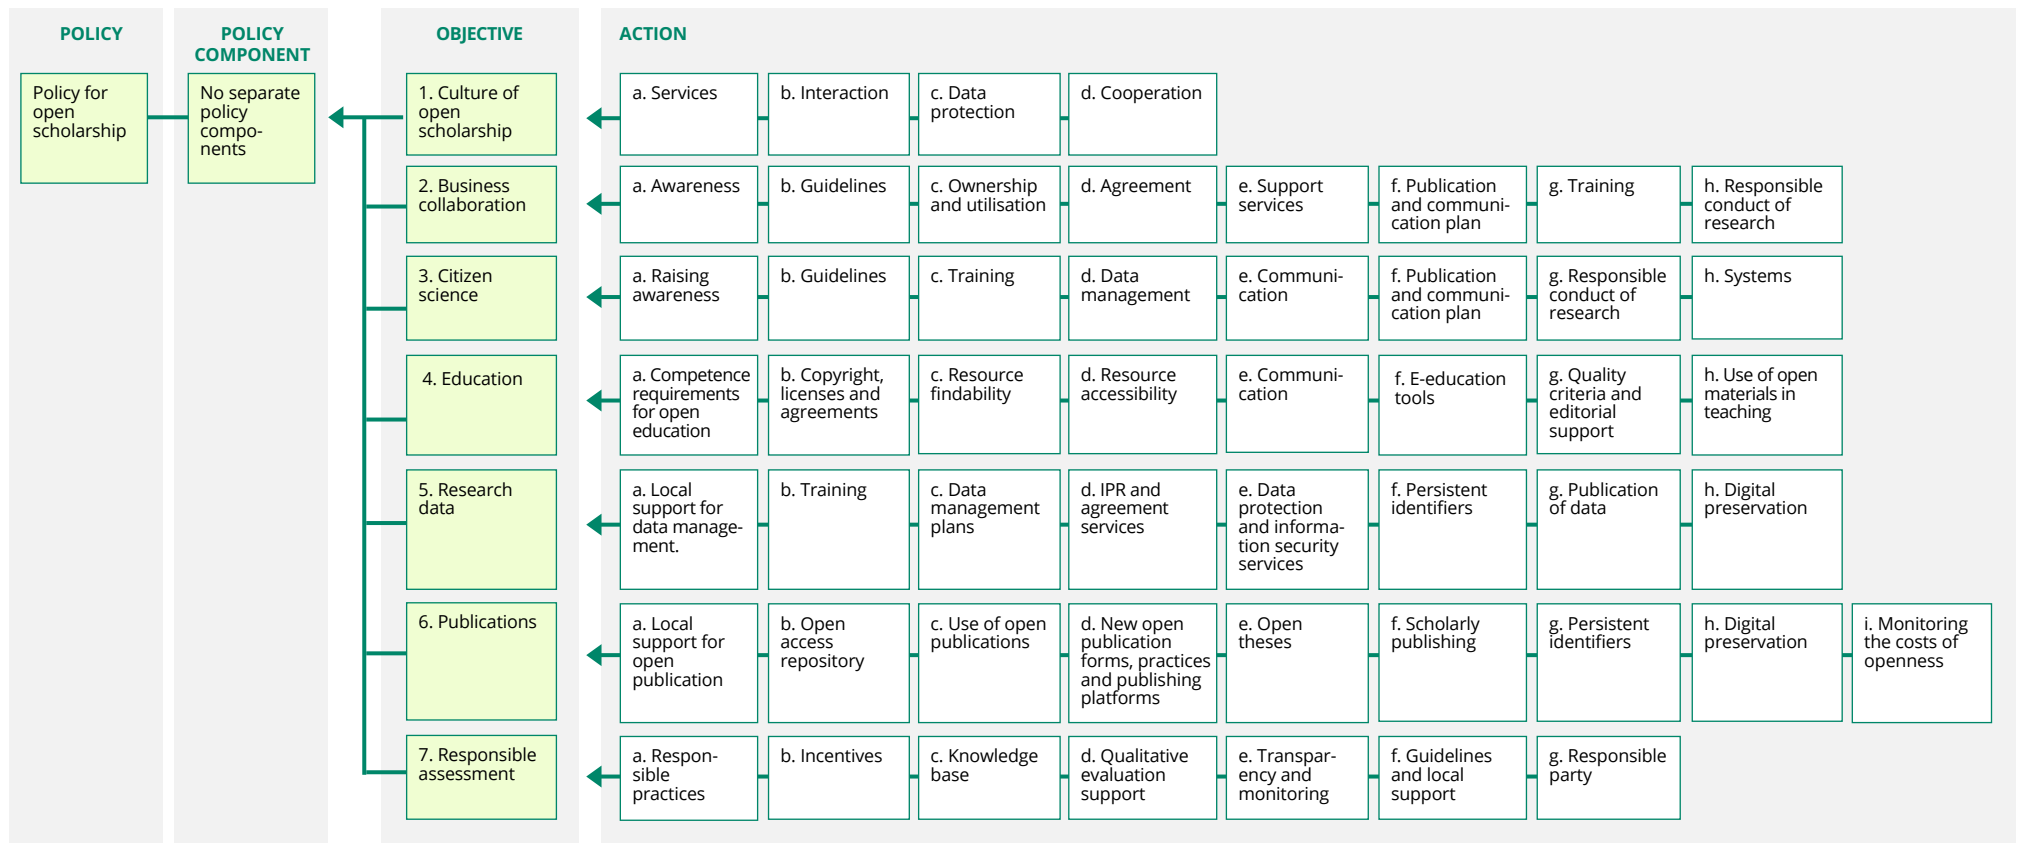 POLICY
POLICY
COMPONENT
OBJECTIVE
ACTION
Policy for
open
scholarship
No separate
policy
compo-
nents
1. Culture of
open
scholarship
a. Services
b. Interaction
c. Data
protection
d. Cooperation
2. Business
collaboration
a. Awareness
b. Guidelines
c. Ownership
and utilisation
d. Agreement
e. Support
services
f. Publication
and communi-
cation plan
g. Training
h. Responsible
conduct of
research
3. Citizen
science
a. Raising
awareness
b. Guidelines
c. Training
d. Data
management
e. Communi-
cation
f. Publication
and communi-
cation plan
g. Responsible
conduct of
research
h. Systems
4. Education
a. Competence
requirements
for open
education
b. Copyright,
licenses and
agreements
c. Resource
findability
d. Resource
accessibility
e. Communi-
cation
f. E-education
tools
g. Quality
criteria and
editorial
support
h. Use of open
materials in
teaching
5. Research
data
a. Local
support for
data manage-
ment.
b. Training
c. Data
management
plans
d. IPR and
agreement
services
e. Data
protection
and informa-
tion security
services
f. Persistent
identifiers
g. Publication
of data
h. Digital
preservation
6. Publications
a. Local
support for
open
publication
b. Open
access
repository
c. Use of open
publications
d. New open
publication
forms, practices
and publishing
platforms
e. Open
theses
f. Scholarly
publishing
g. Persistent
identifiers
h. Digital
preservation
i. Monitoring
the costs of
openness
7. Responsible
assessment
a. Respon-
sible
practices
b. Incentives
c. Knowledge
base
d. Qualitative
evaluation
support
e. Transpar-
ency and
monitoring
f. Guidelines
and local
support
g. Responsible
party